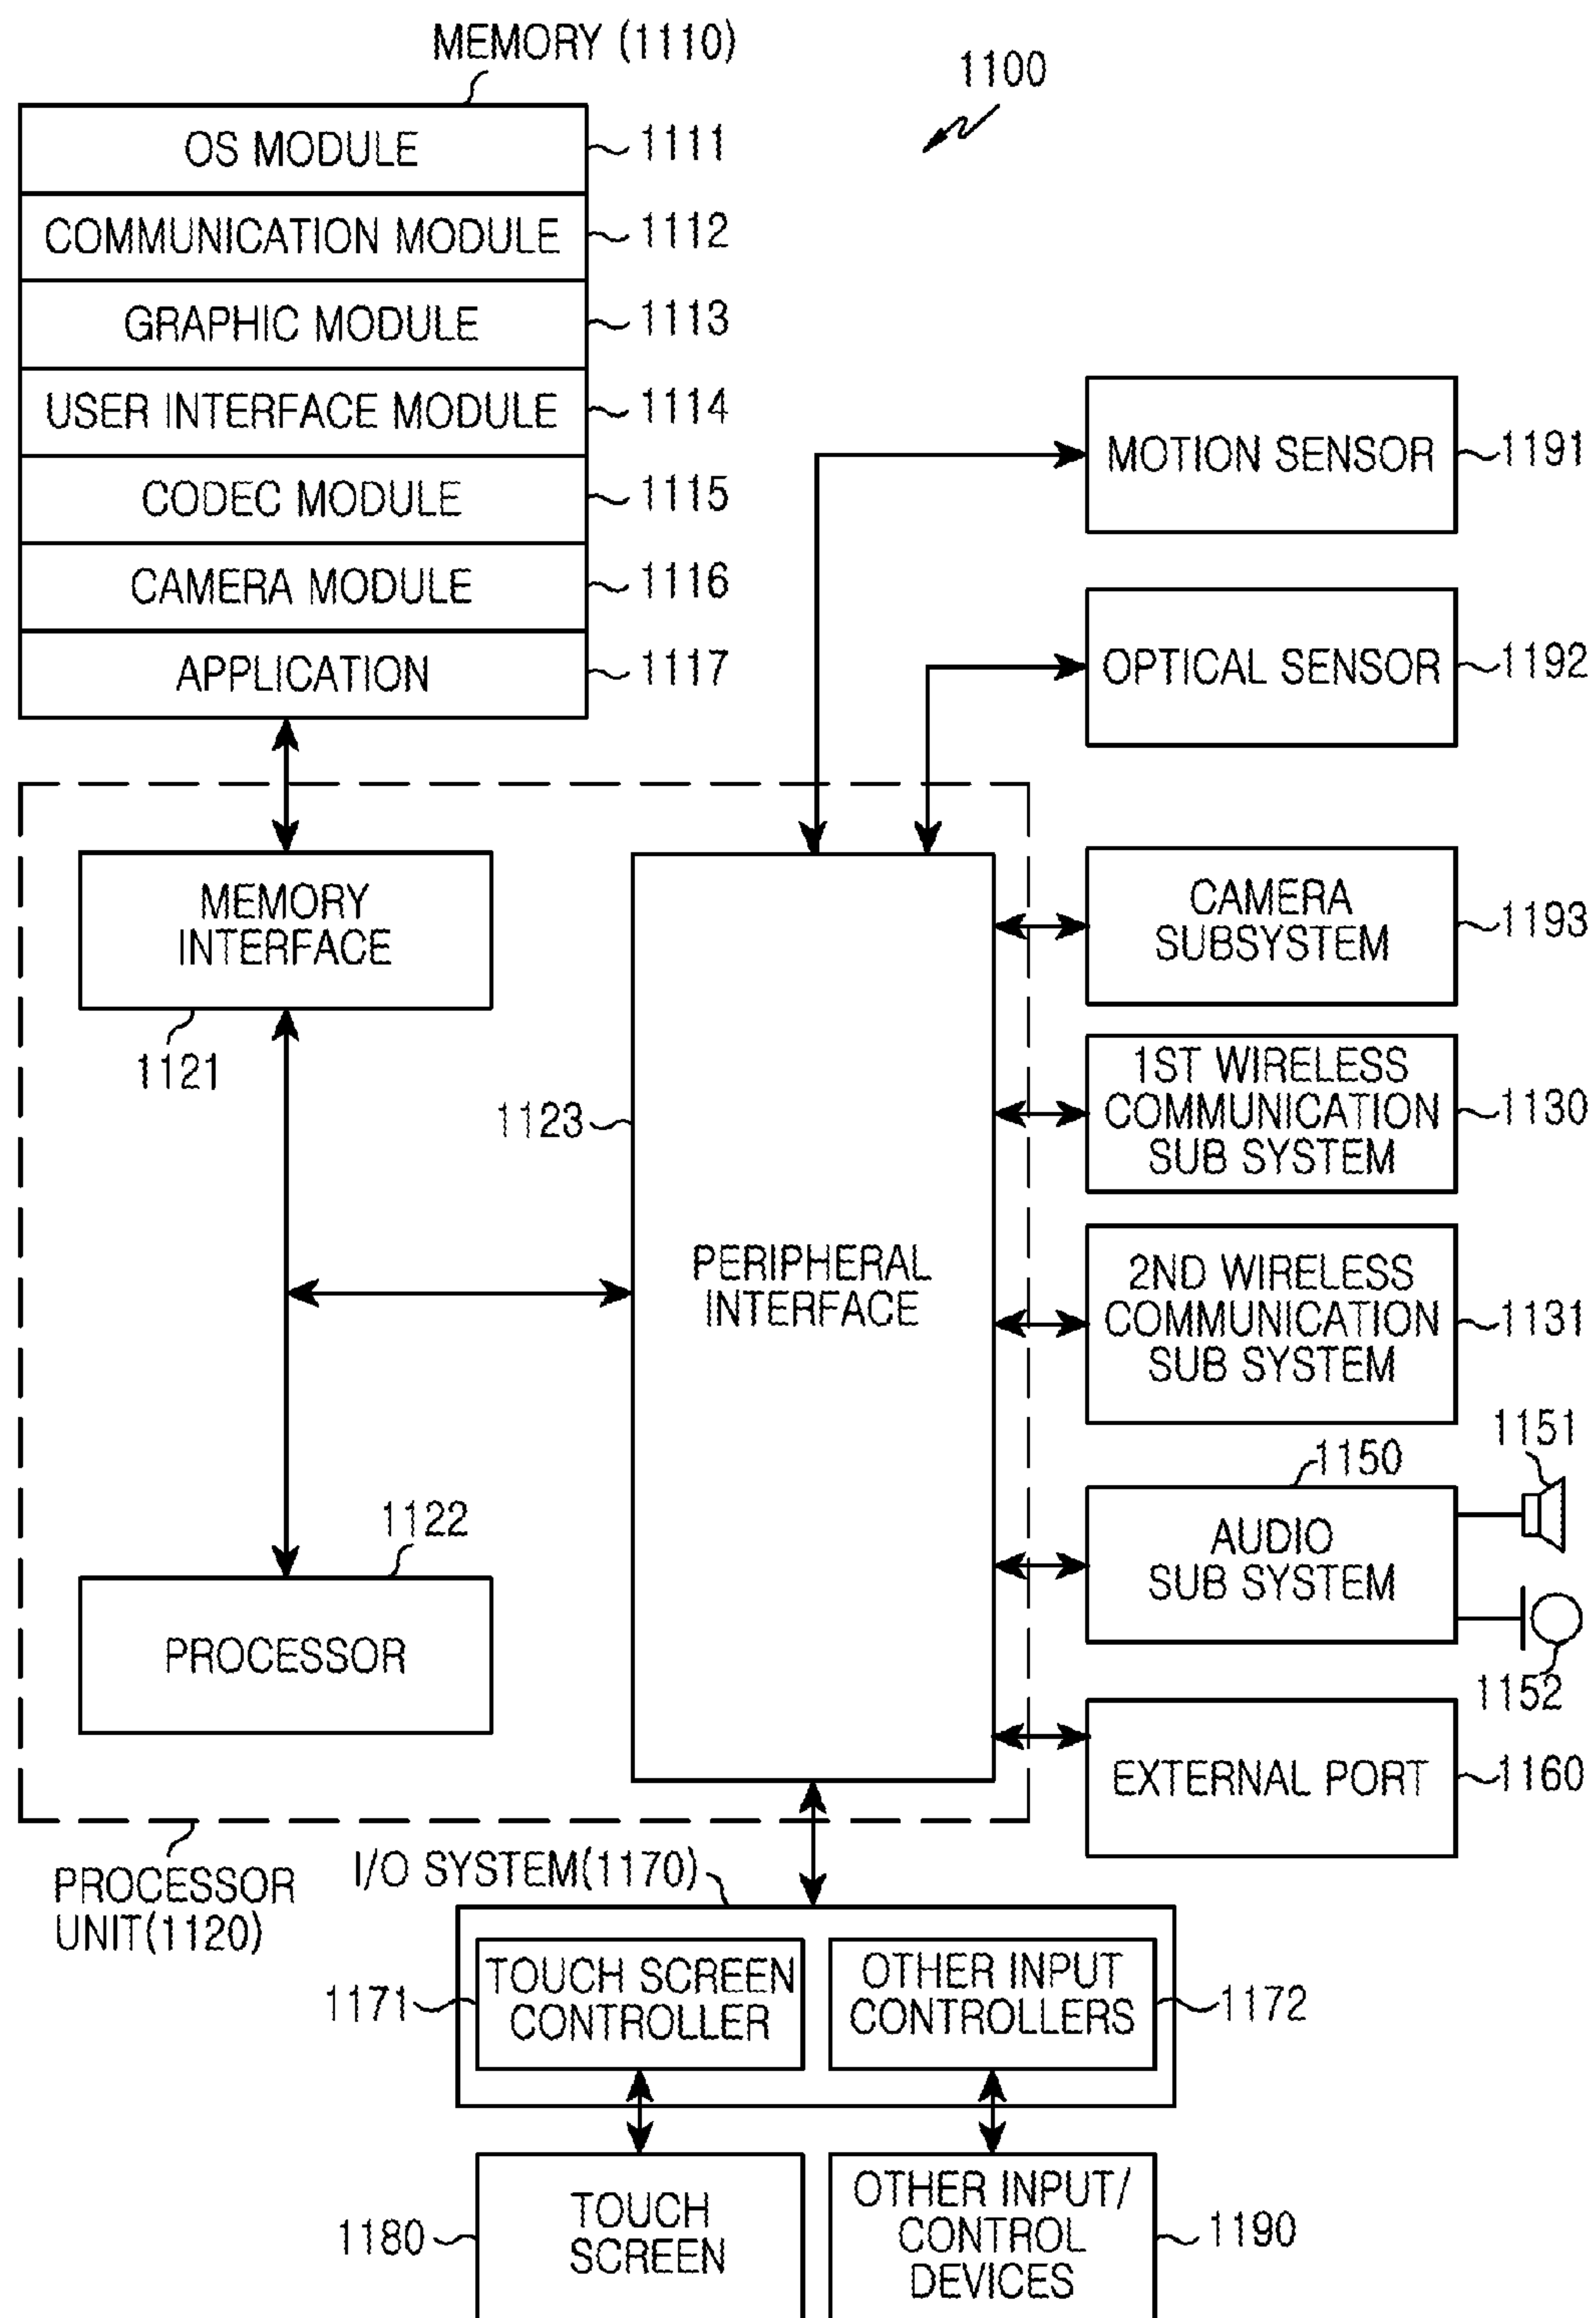 MEMORY (1110)
1100
OS MODULE
1111
COMMUNICATION MODULE
1112
GRAPHIC MODULE
1113
USER INTERFACE MODULE
1114
CODEC MODULE
1115
CAMERA MODULE
1116
APPLICATION
1117
MOTION SENSOR
1191
OPTICAL SENSOR
1192
MEMORY
INTERFACE
1121
CAMERA
SUBSYSTEM
1193
1ST WIRELESS
COMMUNICATION
SUB SYSTEM
1130
1123
PERIPHERAL
INTERFACE
2ND WIRELESS
COMMUNICATION
SUB SYSTEM
1131
1150
1151
AUDIO
SUB SYSTEM
1152
1122
PROCESSOR
EXTERNAL PORT
1160
PROCESSOR
UNIT(1120)
I/O SYSTEM(1170)
1171
TOUCH SCREEN
CONTROLLER
OTHER INPUT
CONTROLLERS
1172
1180
TOUCH
SCREEN
OTHER INPUT/
CONTROL
DEVICES
1190